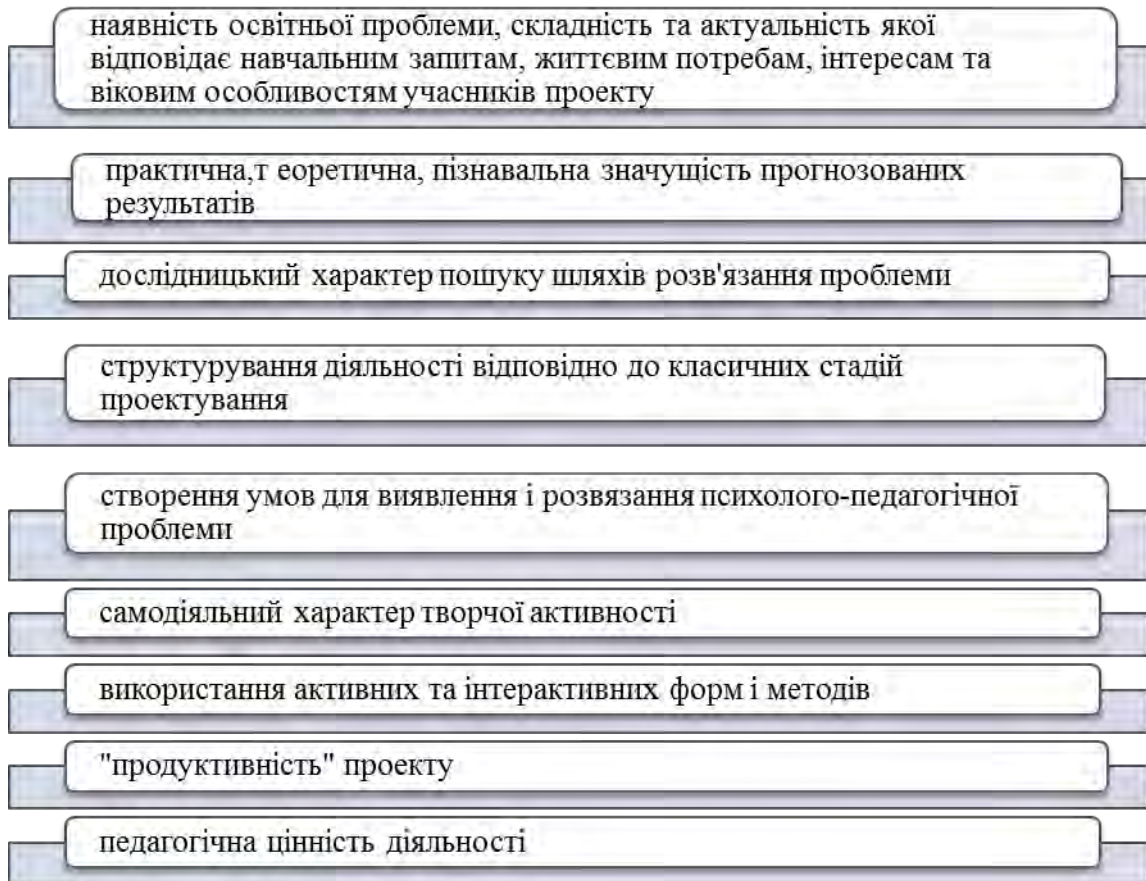 наявність освітньої проблеми, складність та актуальність якої
відповідає навчальним запитам, життєвим потребам, інтересам та
віковим особливостям учасників проекту
практична,т еоретична, пізнавальна значущість прогнозованих
результатів
дослідницький характер пошуку шляхів розв'язання проблеми
структурування діяльності відповідно до класичних стадій
проектування
створення умов для виявлення і розвязання психолого-педагогічної
проблеми
самодіяльний характер творчої активності
використання активних та інтерактивних форм і методів
"продуктивність" проекту
педагогічна цінність діяльності